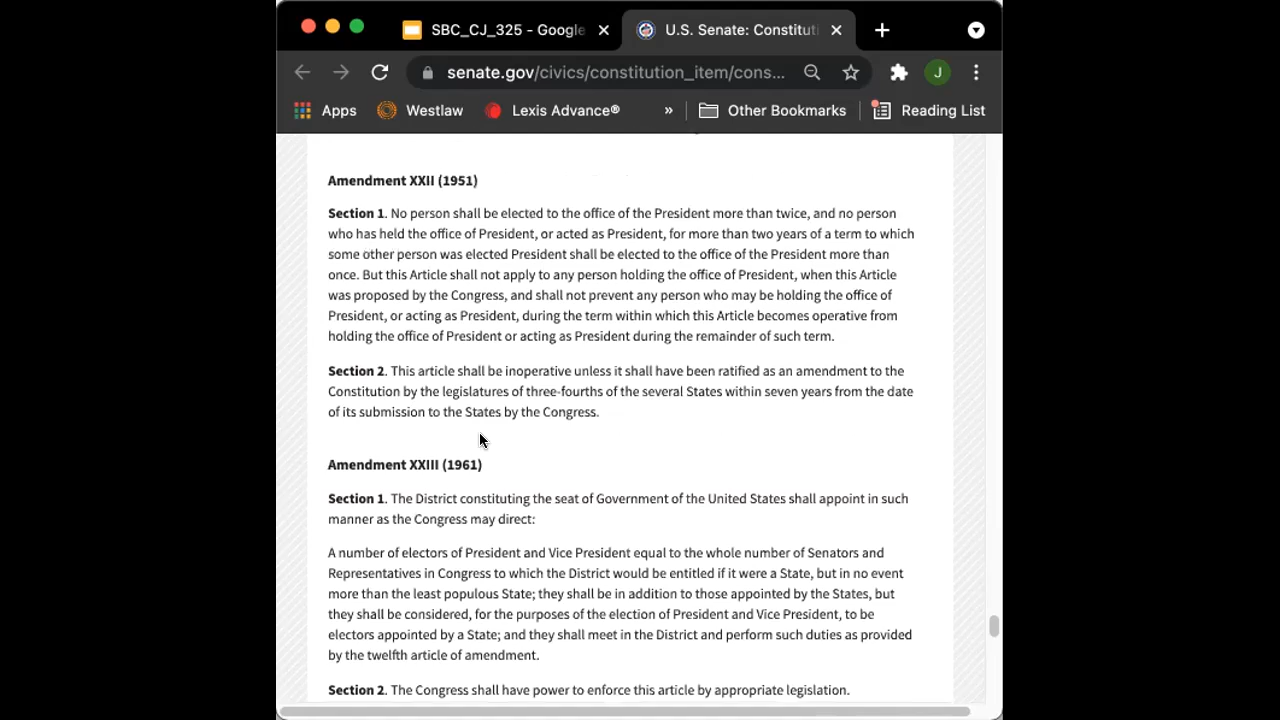 SBC_CJ_325 - Google
U.S. Senate: Constituti
senate.gov/civics/constitution_item/cons...
J
Apps
Westlaw
Lexis Advance®
»
Other Bookmarks
Reading List
Amendment XXII (1951)
Section 1. No person shall be elected to the office of the President more than twice, and no person
who has held the office of President, or acted as President, for more than two years of a term to which
some other person was elected President shall be elected to the office of the President more than
once. But this Article shall not apply to any person holding the office of President, when this Article
was proposed by the Congress, and shall not prevent any person who may be holding the office of
President, or acting as President, during the term within which this Article becomes operative from
holding the office of President or acting as President during the remainder of such term.
Section 2. This article shall be inoperative unless it shall have been ratified as an amendment to the
Constitution by the legislatures of three-fourths of the several States within seven years from the date
of its submission to the States by the Congress.
Amendment XXIII (1961)
Section 1. The District constituting the seat of Government of the United States shall appoint in such
manner as the Congress may direct:
A number of electors of President and Vice President equal to the whole number of Senators and
Representatives in Congress to which the District would be entitled if it were a State, but in no event
more than the least populous State; they shall be in addition to those appointed by the States, but
they shall be considered, for the purposes of the election of President and Vice President, to be
electors appointed by a State; and they shall meet in the District and perform such duties as provided
by the twelfth article of amendment.
Section 2. The Congress shall have power to enforce this article by appropriate legislation.